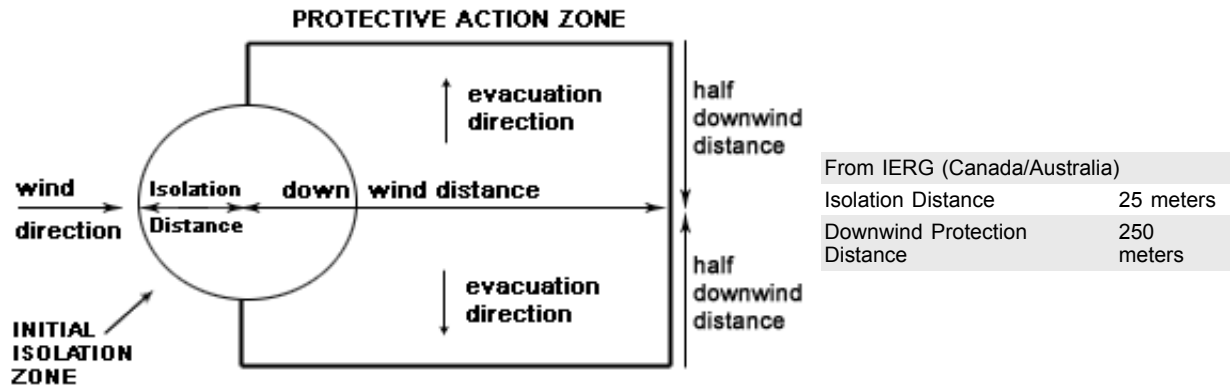 PROTECTIVE ACTION ZONE
evacuation
direction
half
downwind
distance
wind
direction
Isolation
Distance
down wind distance
evacuation
direction
half
downwind
distance
INITIAL
ISOLATION
ZONE
From IERG (Canada/Australia)
Isolation Distance 25 meters
Downwind Protection 250
Distance meters